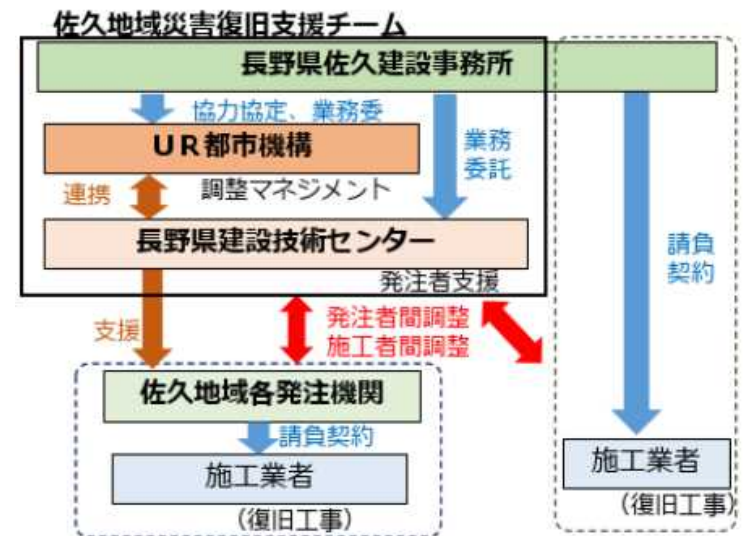 佐久地域災害復旧支援チーム
長野県佐久建設事務所
協力協定、業務委
業務
委託
UR都市機構
連携
調整マネジメント
長野県建設技術センター
発注者支援
請負
契約
支援
発注者間調整
施工者間調整
佐久地域各発注機関
請負契約
施工業者
(復旧工事)
施工業者
(復旧工事)